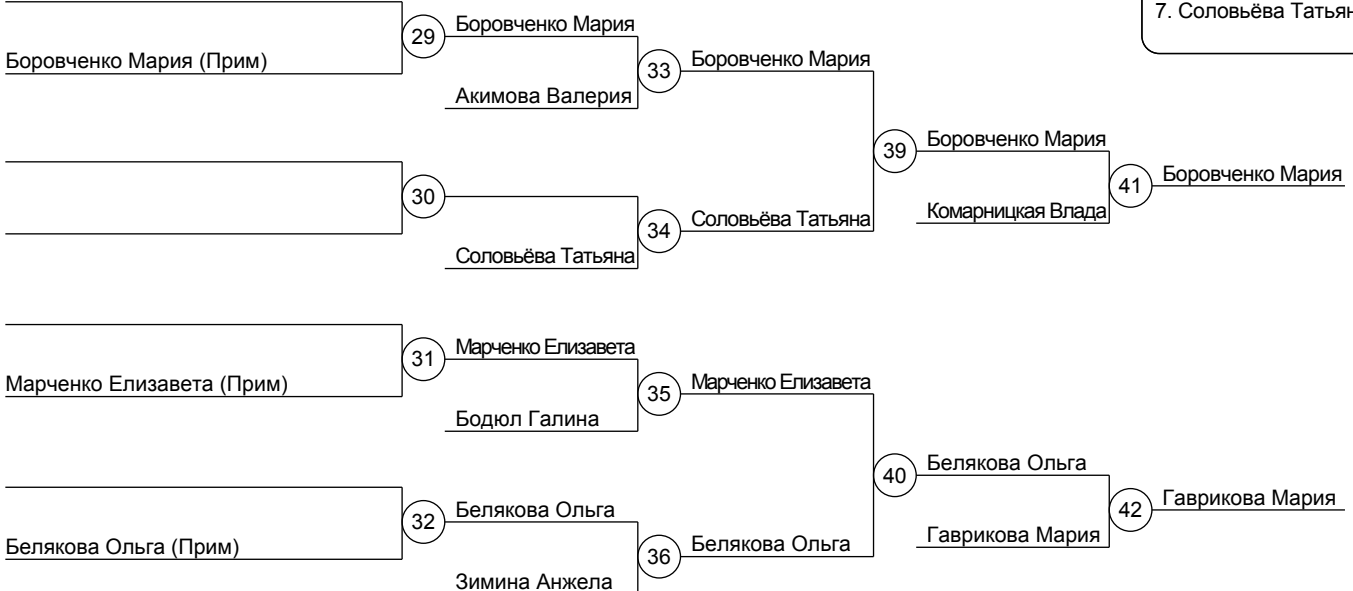 7. Соловьёва
29 Боровченко Мария
Боровченко Мария (Прим)
33 Боровченко Мария
Акимова Валерия
39 Боровченко Мария
41 Боровченко Мария
30
Комарницкая Влада
34 Соловьёва Татьяна
Соловьёва Татьяна
31 Марченко Елизавета
Марченко Елизавета (Прим)
35 Марченко Елизавета
Бодюл Галина
40 Белякова Ольга
42 Гаврикова Мария
32 Белякова Ольга
Гаврикова Мария
Белякова Ольга (Прим)
36 Белякова Ольга
Зимина Анжела